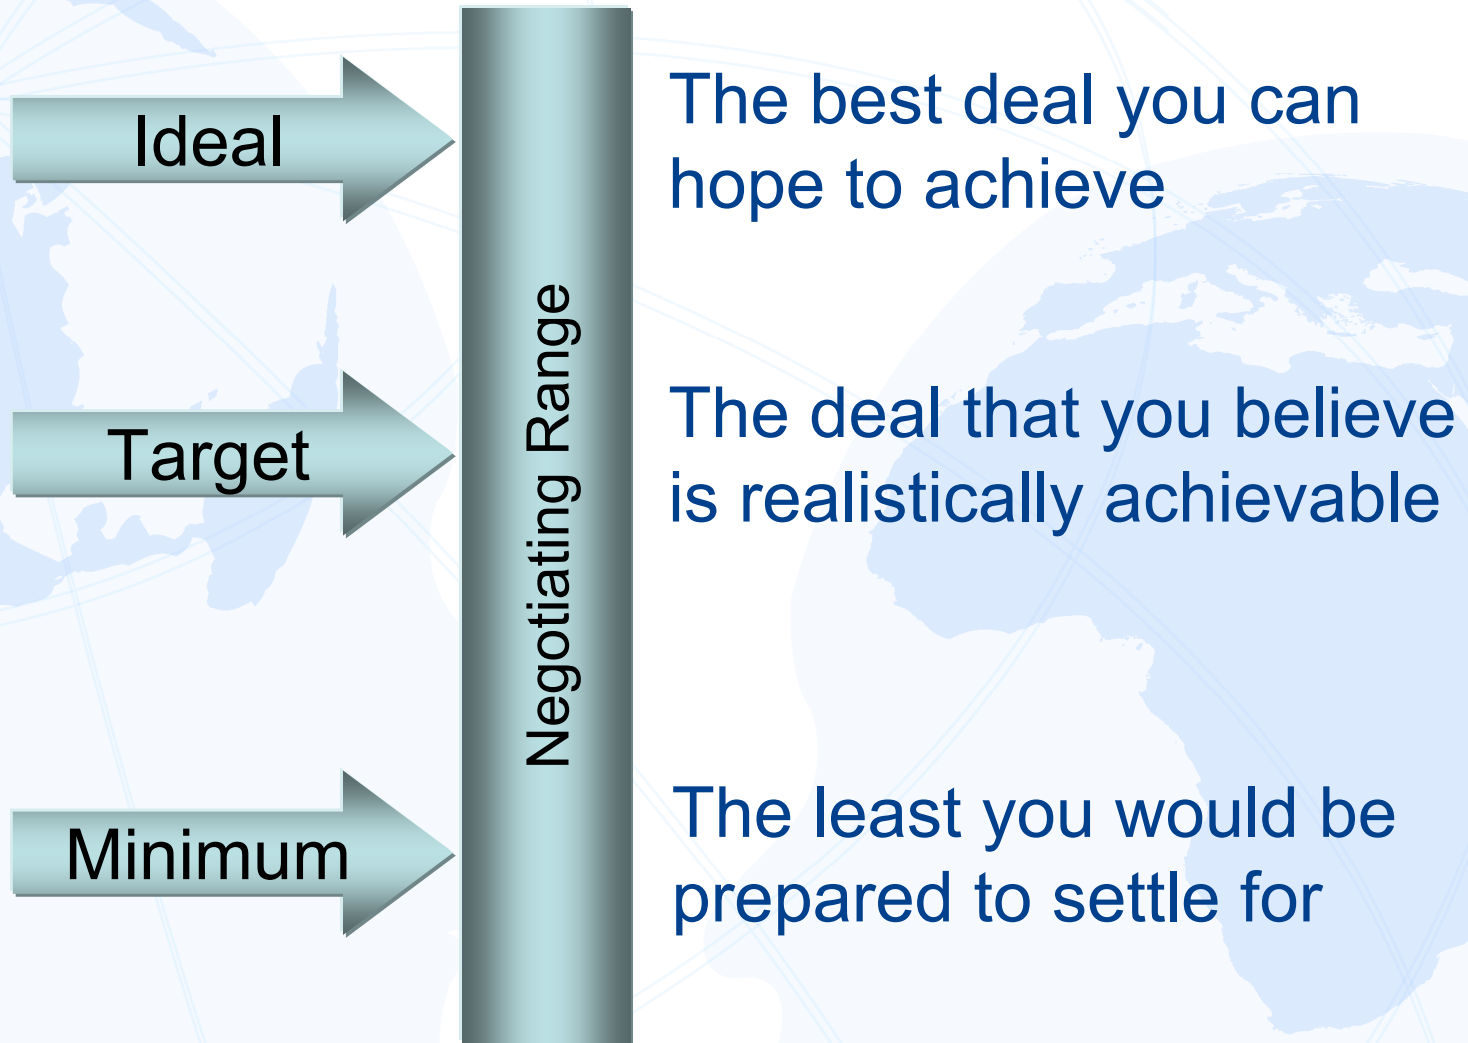 Ideal
The best deal you can
hope to achieve
Negotiating Range
Target
The deal that you believe
is realistically achievable
Minimum
The least you would be
prepared to settle for